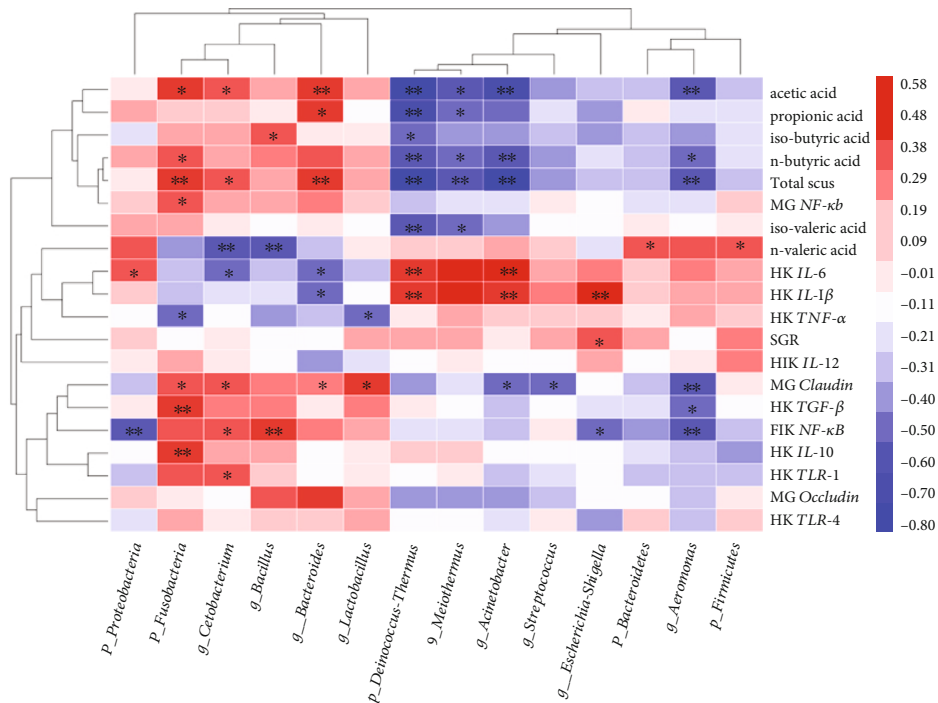 * * * ** ** * ** ** 0.58
acetic acid
* ** * 0.48
propionic acid
* * 0.38
iso-butyric acid
* ** * ** *
n-butyric acid 0.29
** * ** ** ** ** **
Total scus 0.19
*
MG NF-κb
** * 0.09
iso-valeric acid
** ** * *
n-valeric acid -0.01
* * * ** **
HK IL-6 -0.11
* ** ** **
HK IL-1β
* * -0.21
HK TNF-α
*
SGR -0.31
HIK IL-12
* * * * * * **
MG Claudin -0.40
** *
HK TGF-β -0.50
** * ** * **
FIK NF-κB
** -0.60
HK IL-10
*
HK TLR-1 -0.70
MG Occludin
HK TLR-4 -0.80
P_Proteobacteria
P_Fusobacteria
g_Cetobacterium
g_Bacillus
g__Bacteroides
g_Lactobacillus
p_Deinococcus-Thermus
9_Meiothermus
g_Acinetobacter
g_Streptococcus
g__Escherichia-Shigella
P_Bacteroidetes
g_Aeromonas
p_Firmicutes